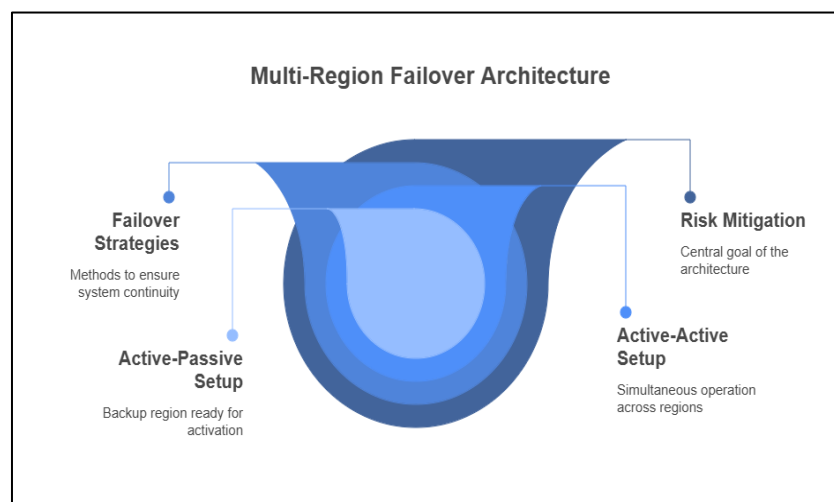 Multi-Region Failover Architecture
Failover
Strategies
Methods to ensure
system continuity
Risk Mitigation
Central goal of the
architecture
Active-Passive
Setup
Backup region ready for
activation
Active-Active
Setup
Simultaneous operation
across regions